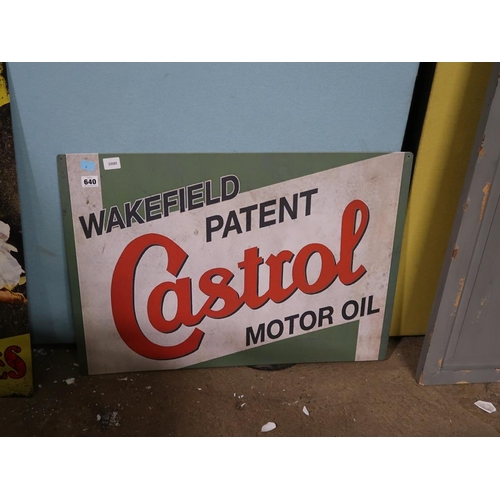 640
WAKEFIELD
PATENT
Castrol
MOTOR OIL